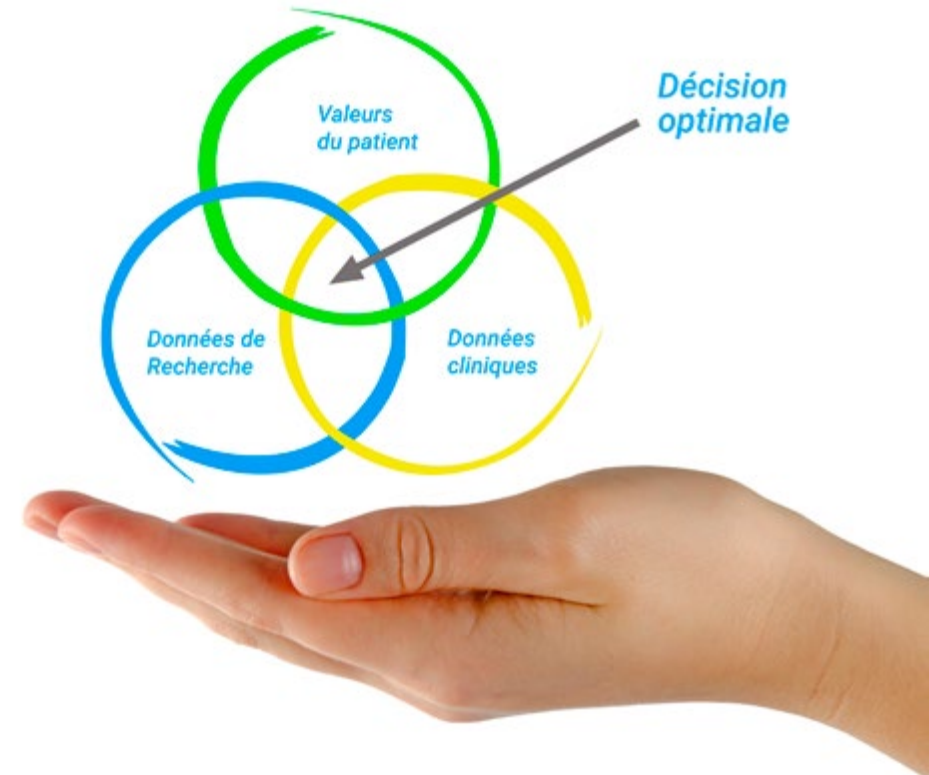 Décision
optimale
Valeurs
du patient
Données de
Recherche
Données
cliniques